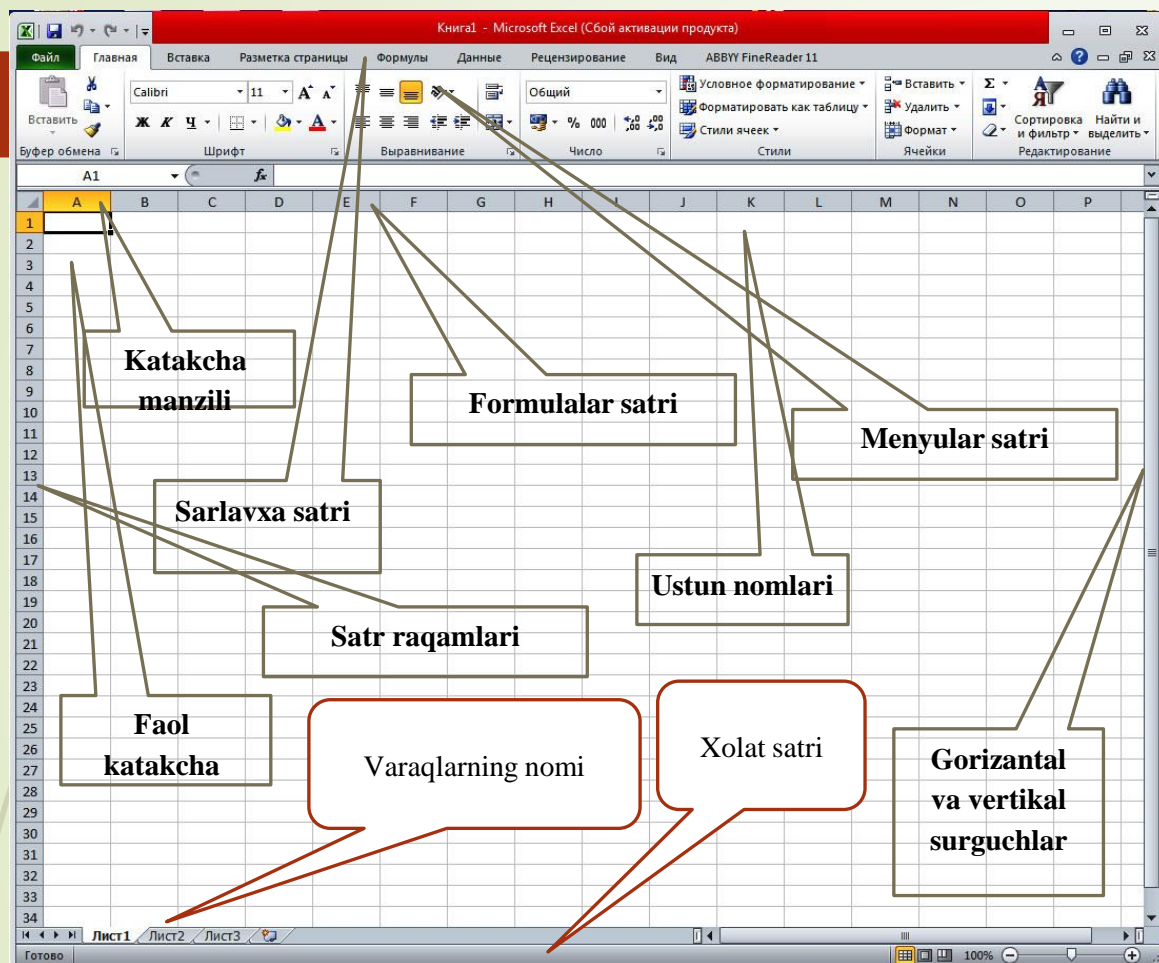 Книга1 - Microsoft Excel (Сбой активации продукта)
Файл Главная Вставка Разметка страницы Формулы Данные Рецензирование Вид ABBYY FineReader 11
Вставить
Calibri 11
Ж К Ч
Общий
% 000
Условное форматирование
Форматировать как таблицу
Стили ячеек
Вставить
Удалить
Формат
Σ
Сортировка и фильтр
Найти и выделить
Буфер обмена Шрифт Выравнивание Число Стили Ячейки Редактирование
A1 fx
A B C D E F G H I J K L M N O P
1
2
3
4
5
6
7
8
9
10
11
12
13
14
15
16
17
18
19
20
21
22
23
24
25
26
27
28
29
30
31
32
33
34
Katakcha
manzili
Formulalar satri
Menyular satri
Sarlavxa satri
Ustun nomlari
Satr raqamlari
Faol
katakcha
Varaqlarning nomi
Xolat satri
Gorizantal
va vertikal
surguchlar
Лист1 Лист2 Лист3
Готово 100%